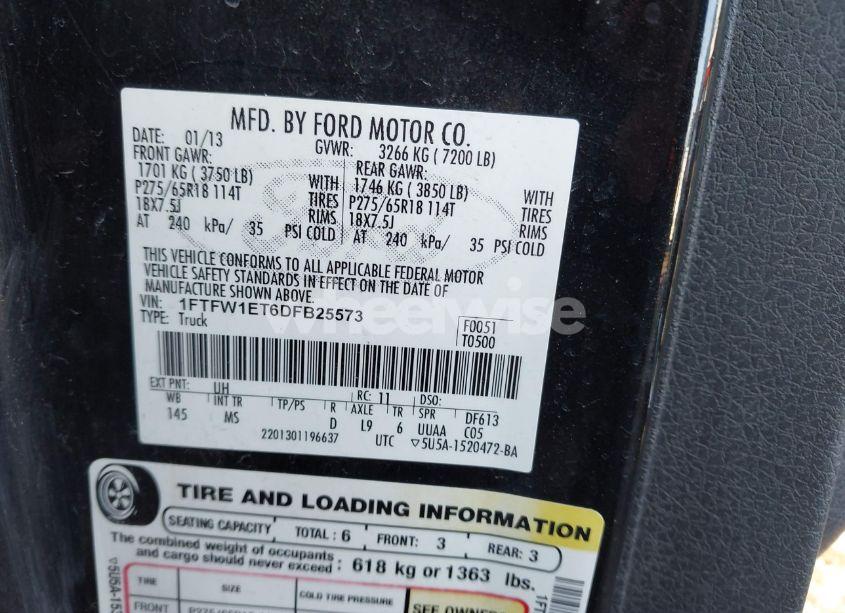 MFD. BY FORD MOTOR CO.
DATE: 01/13 GVWR: 3266 KG ( 7200 LB)
FRONT GAWR: REAR GAWR:
1701 KG ( 3750 LB) WITH 1746 KG ( 3850 LB) WITH
P275/65R18 114T TIRES P275/65R18 114T TIRES
18X7.5J RIMS 18X7.5J RIMS
AT 240 kPa/ 35 PSI COLD AT 240 kPa/ 35 PSI COLD
THIS VEHICLE CONFORMS TO ALL APPLICABLE FEDERAL MOTOR
VEHICLE SAFETY STANDARDS IN EFFECT ON THE DATE OF
MANUFACTURE SHOWN ABOVE.
VIN: 1FTFW1ET6DFB25573
TYPE: Truck
F0051
T0500
wheelwise
EXT PNT: UH RC: 11 DSO:
WB INT TR TP/PS R AXLE TR SPR DF613
145 MS D L9 6 UUAA C05
2201301196637 UTC ▽5U5A-1520472-BA
TIRE AND LOADING INFORMATION
SEATING CAPACITY TOTAL : 6 FRONT: 3 REAR: 3
The combined weight of occupants
and cargo should never exceed : 618 kg or 1363 lbs.
TIRE SIZE COLD TIRE PRESSURE
FRONT SEE OWNER